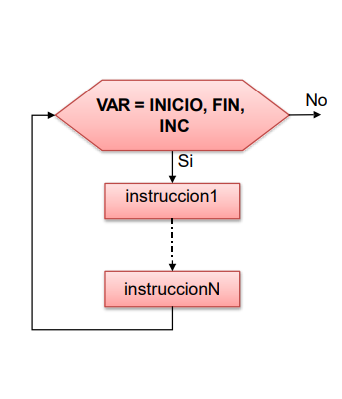 VAR = INICIO, FIN,
INC
No
Si
instruccion1
instruccionN